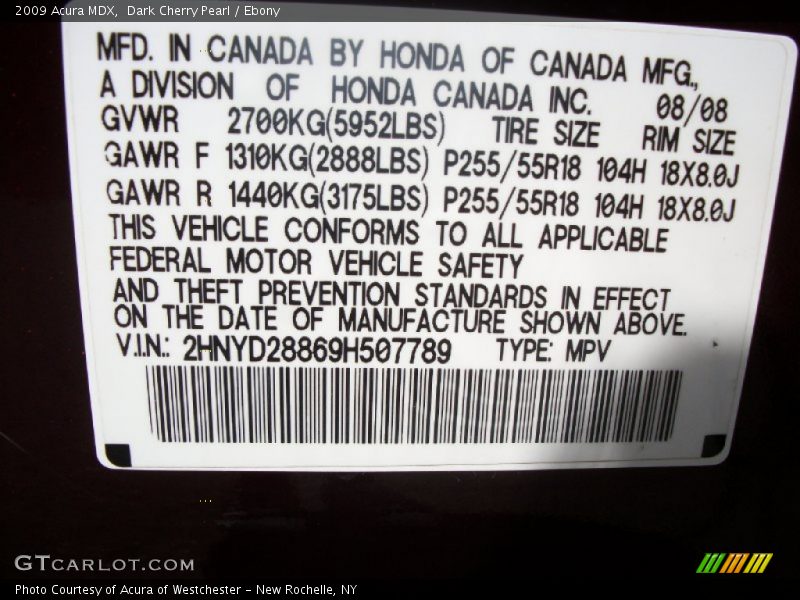 2009 Acura MDX, Dark Cherry Pearl / Ebony
MFD. IN CANADA BY HONDA OF CANADA MFG.,
A DIVISION OF HONDA CANADA INC. 08/08
GVWR 2700KG(5952LBS) TIRE SIZE RIM SIZE
GAWR F 1310KG(2888LBS) P255/55R18 104H 18X8.0J
GAWR R 1440KG(3175LBS) P255/55R18 104H 18X8.0J
THIS VEHICLE CONFORMS TO ALL APPLICABLE
FEDERAL MOTOR VEHICLE SAFETY
AND THEFT PREVENTION STANDARDS IN EFFECT
ON THE DATE OF MANUFACTURE SHOWN ABOVE.
V.I.N.: 2HNYD28869H507789 TYPE: MPV
GTCARLOT.COM
Photo Courtesy of Acura of Westchester - New Rochelle, NY